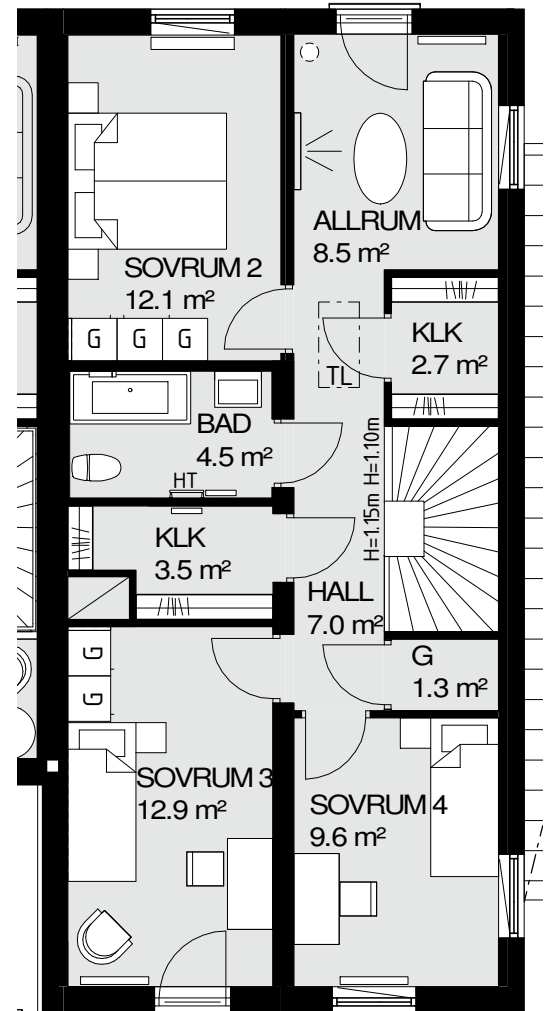 ALLRUM
8.5 m²
SOVRUM 2
12.1 m²
G G G
KLK
2.7 m²
TL
BAD
4.5 m²
HT
H=1.15m H=1.10m
KLK
3.5 m²
HALL
7.0 m²
G
G
G
1.3 m²
SOVRUM 3
12.9 m²
SOVRUM 4
9.6 m²